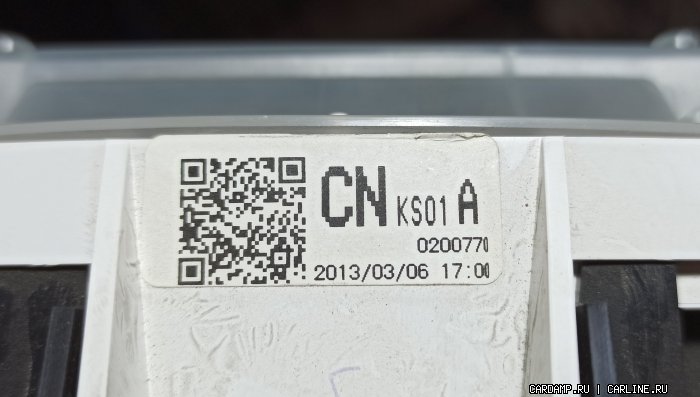 CN KS01 A
0200770
2013/03/06 17:00
CARDAMP.RU | CARLINE.RU